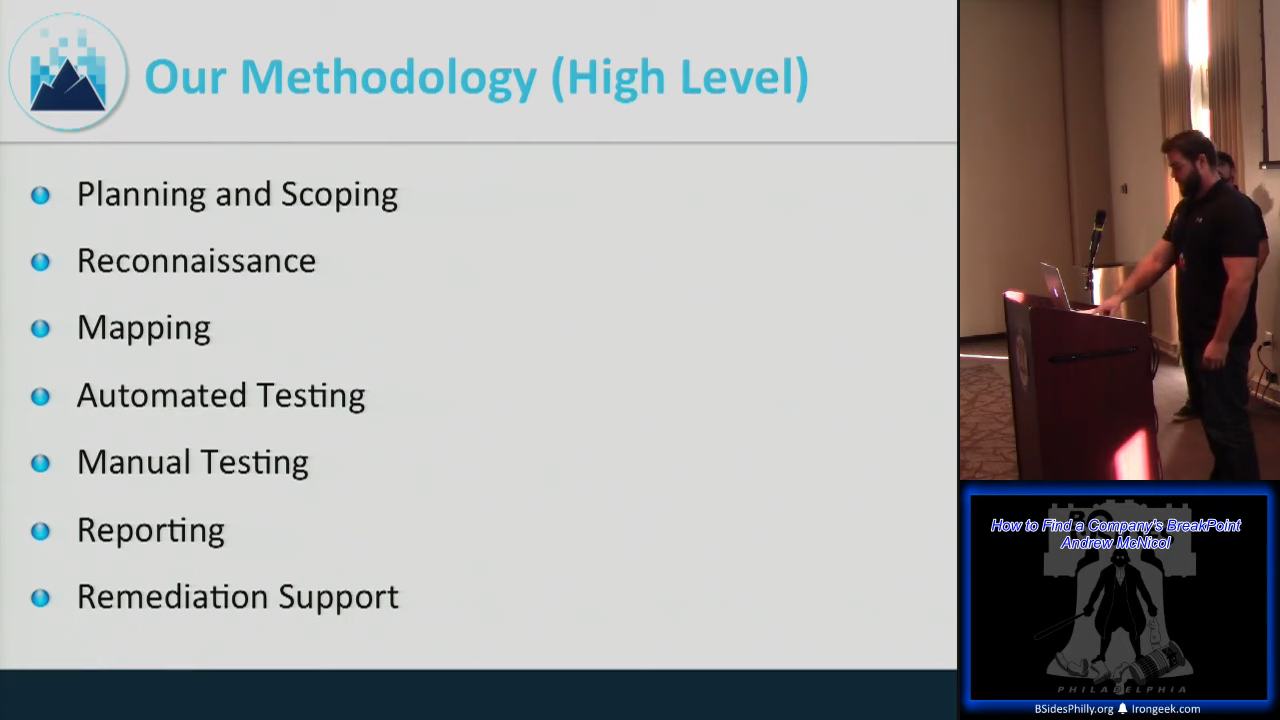 Our Methodology (High Level)
Planning and Scoping
Reconnaissance
Mapping
Automated Testing
Manual Testing
Reporting
Remediation Support
How to Find a Company's BreakPoint
Andrew McNicol
PHILADELPHIA
BSidesPhilly.org Irongeek.com